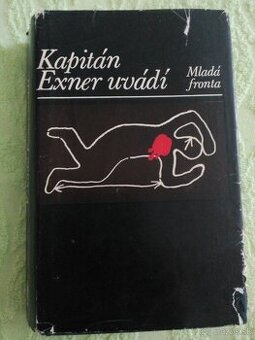 Kapitán
Exner uvádí
Mladá
fronta